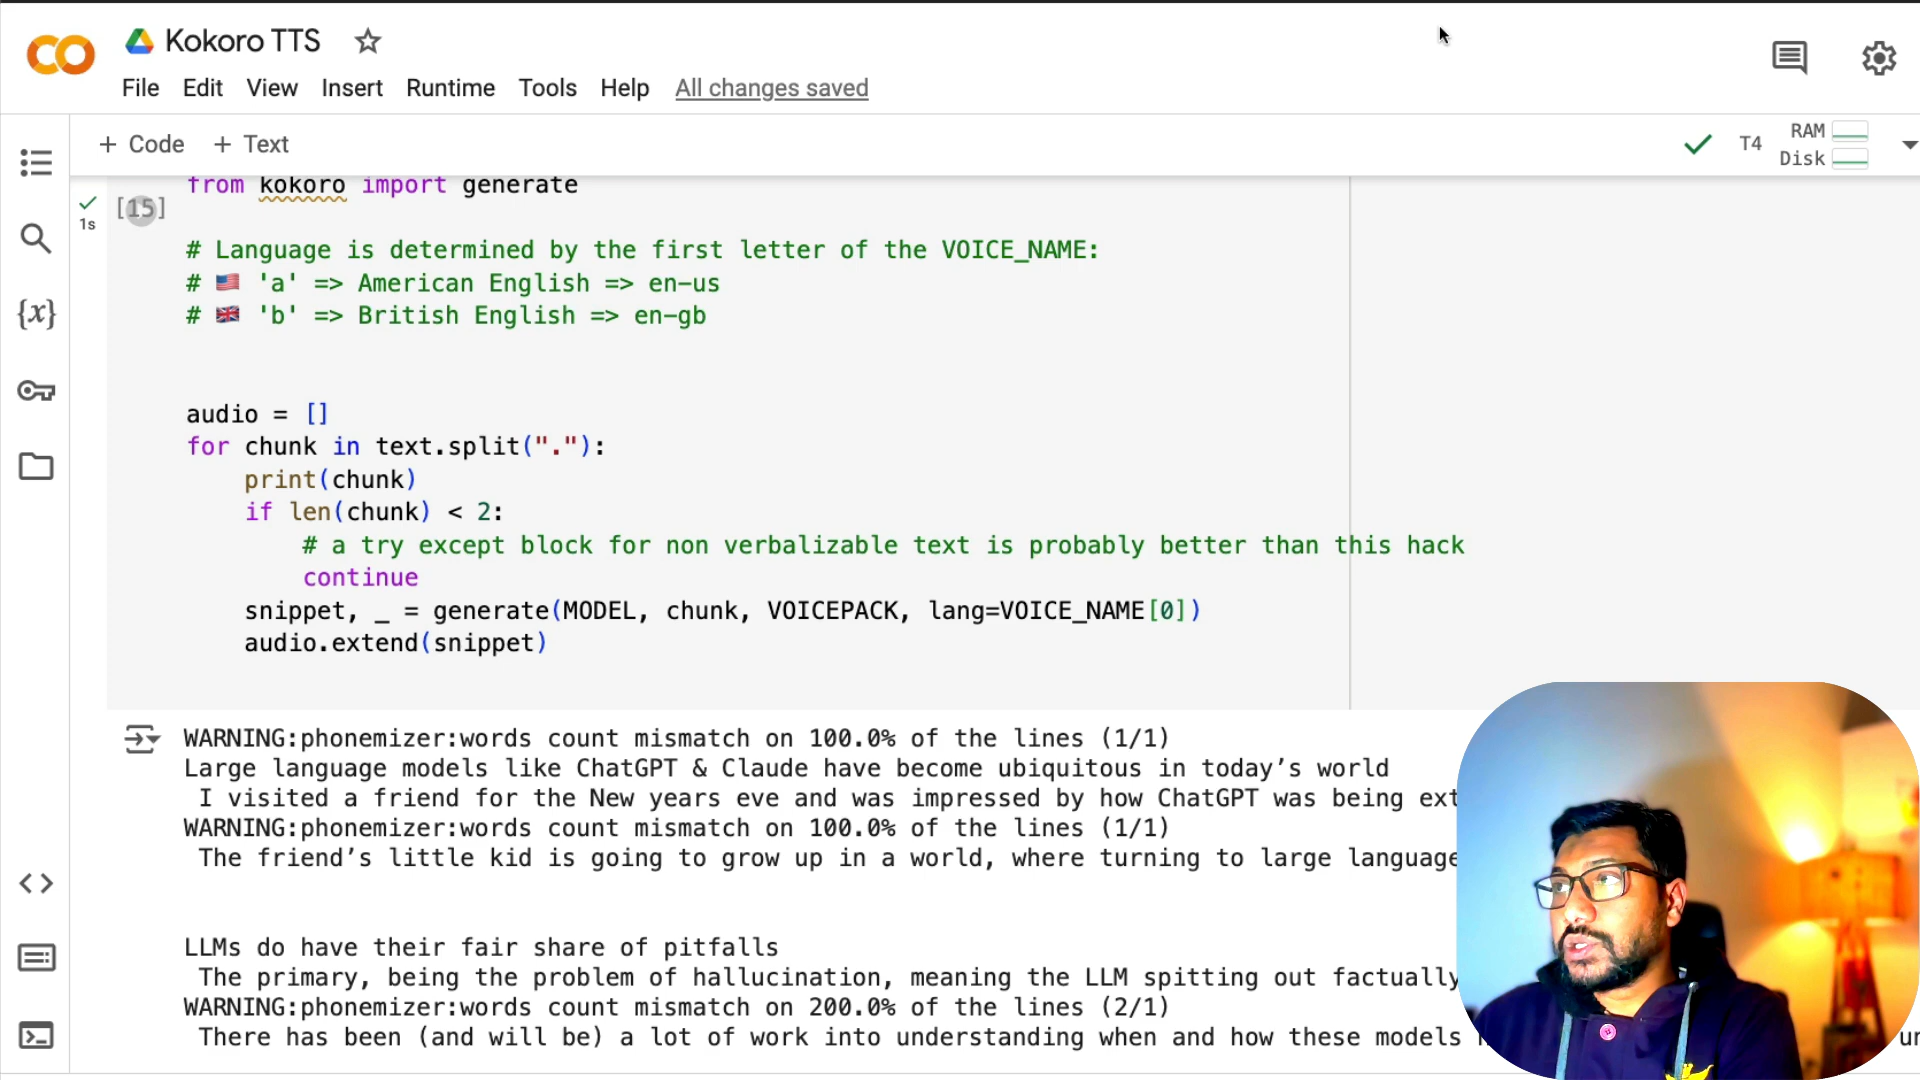 Kokoro TTS
File Edit View Insert Runtime Tools Help All changes saved
+ Code + Text
T4
RAM
Disk
from kokoro import generate
[15]
1s
# Language is determined by the first letter of the VOICE_NAME:
# 🇺🇸 'a' => American English => en-us
# 🇬🇧 'b' => British English => en-gb
audio = []
for chunk in text.split("."):
    print(chunk)
    if len(chunk) < 2:
        # a try except block for non verbalizable text is probably better than this hack
        continue
    snippet, _ = generate(MODEL, chunk, VOICEPACK, lang=VOICE_NAME[0])
    audio.extend(snippet)
WARNING:phonemizer:words count mismatch on 100.0% of the lines (1/1)
Large language models like ChatGPT & Claude have become ubiquitous in today’s world
 I visited a friend for the New years eve and was impressed by how ChatGPT was being
WARNING:phonemizer:words count mismatch on 100.0% of the lines (1/1)
 The friend’s little kid is going to grow up in a world, where turning to large language
LLMs do have their fair share of pitfalls
 The primary, being the problem of hallucination, meaning the LLM spitting out factually
WARNING:phonemizer:words count mismatch on 200.0% of the lines (2/1)
 There has been (and will be) a lot of work into understanding when and how these models